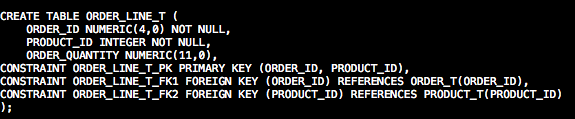 CREATE TABLE ORDER_LINE_T (
    ORDER_ID NUMERIC(4,0) NOT NULL,
    PRODUCT_ID INTEGER NOT NULL,
    ORDER_QUANTITY NUMERIC(11,0),
CONSTRAINT ORDER_LINE_T_PK PRIMARY KEY (ORDER_ID, PRODUCT_ID),
CONSTRAINT ORDER_LINE_T_FK1 FOREIGN KEY (ORDER_ID) REFERENCES ORDER_T(ORDER_ID),
CONSTRAINT ORDER_LINE_T_FK2 FOREIGN KEY (PRODUCT_ID) REFERENCES PRODUCT_T(PRODUCT_ID)
);